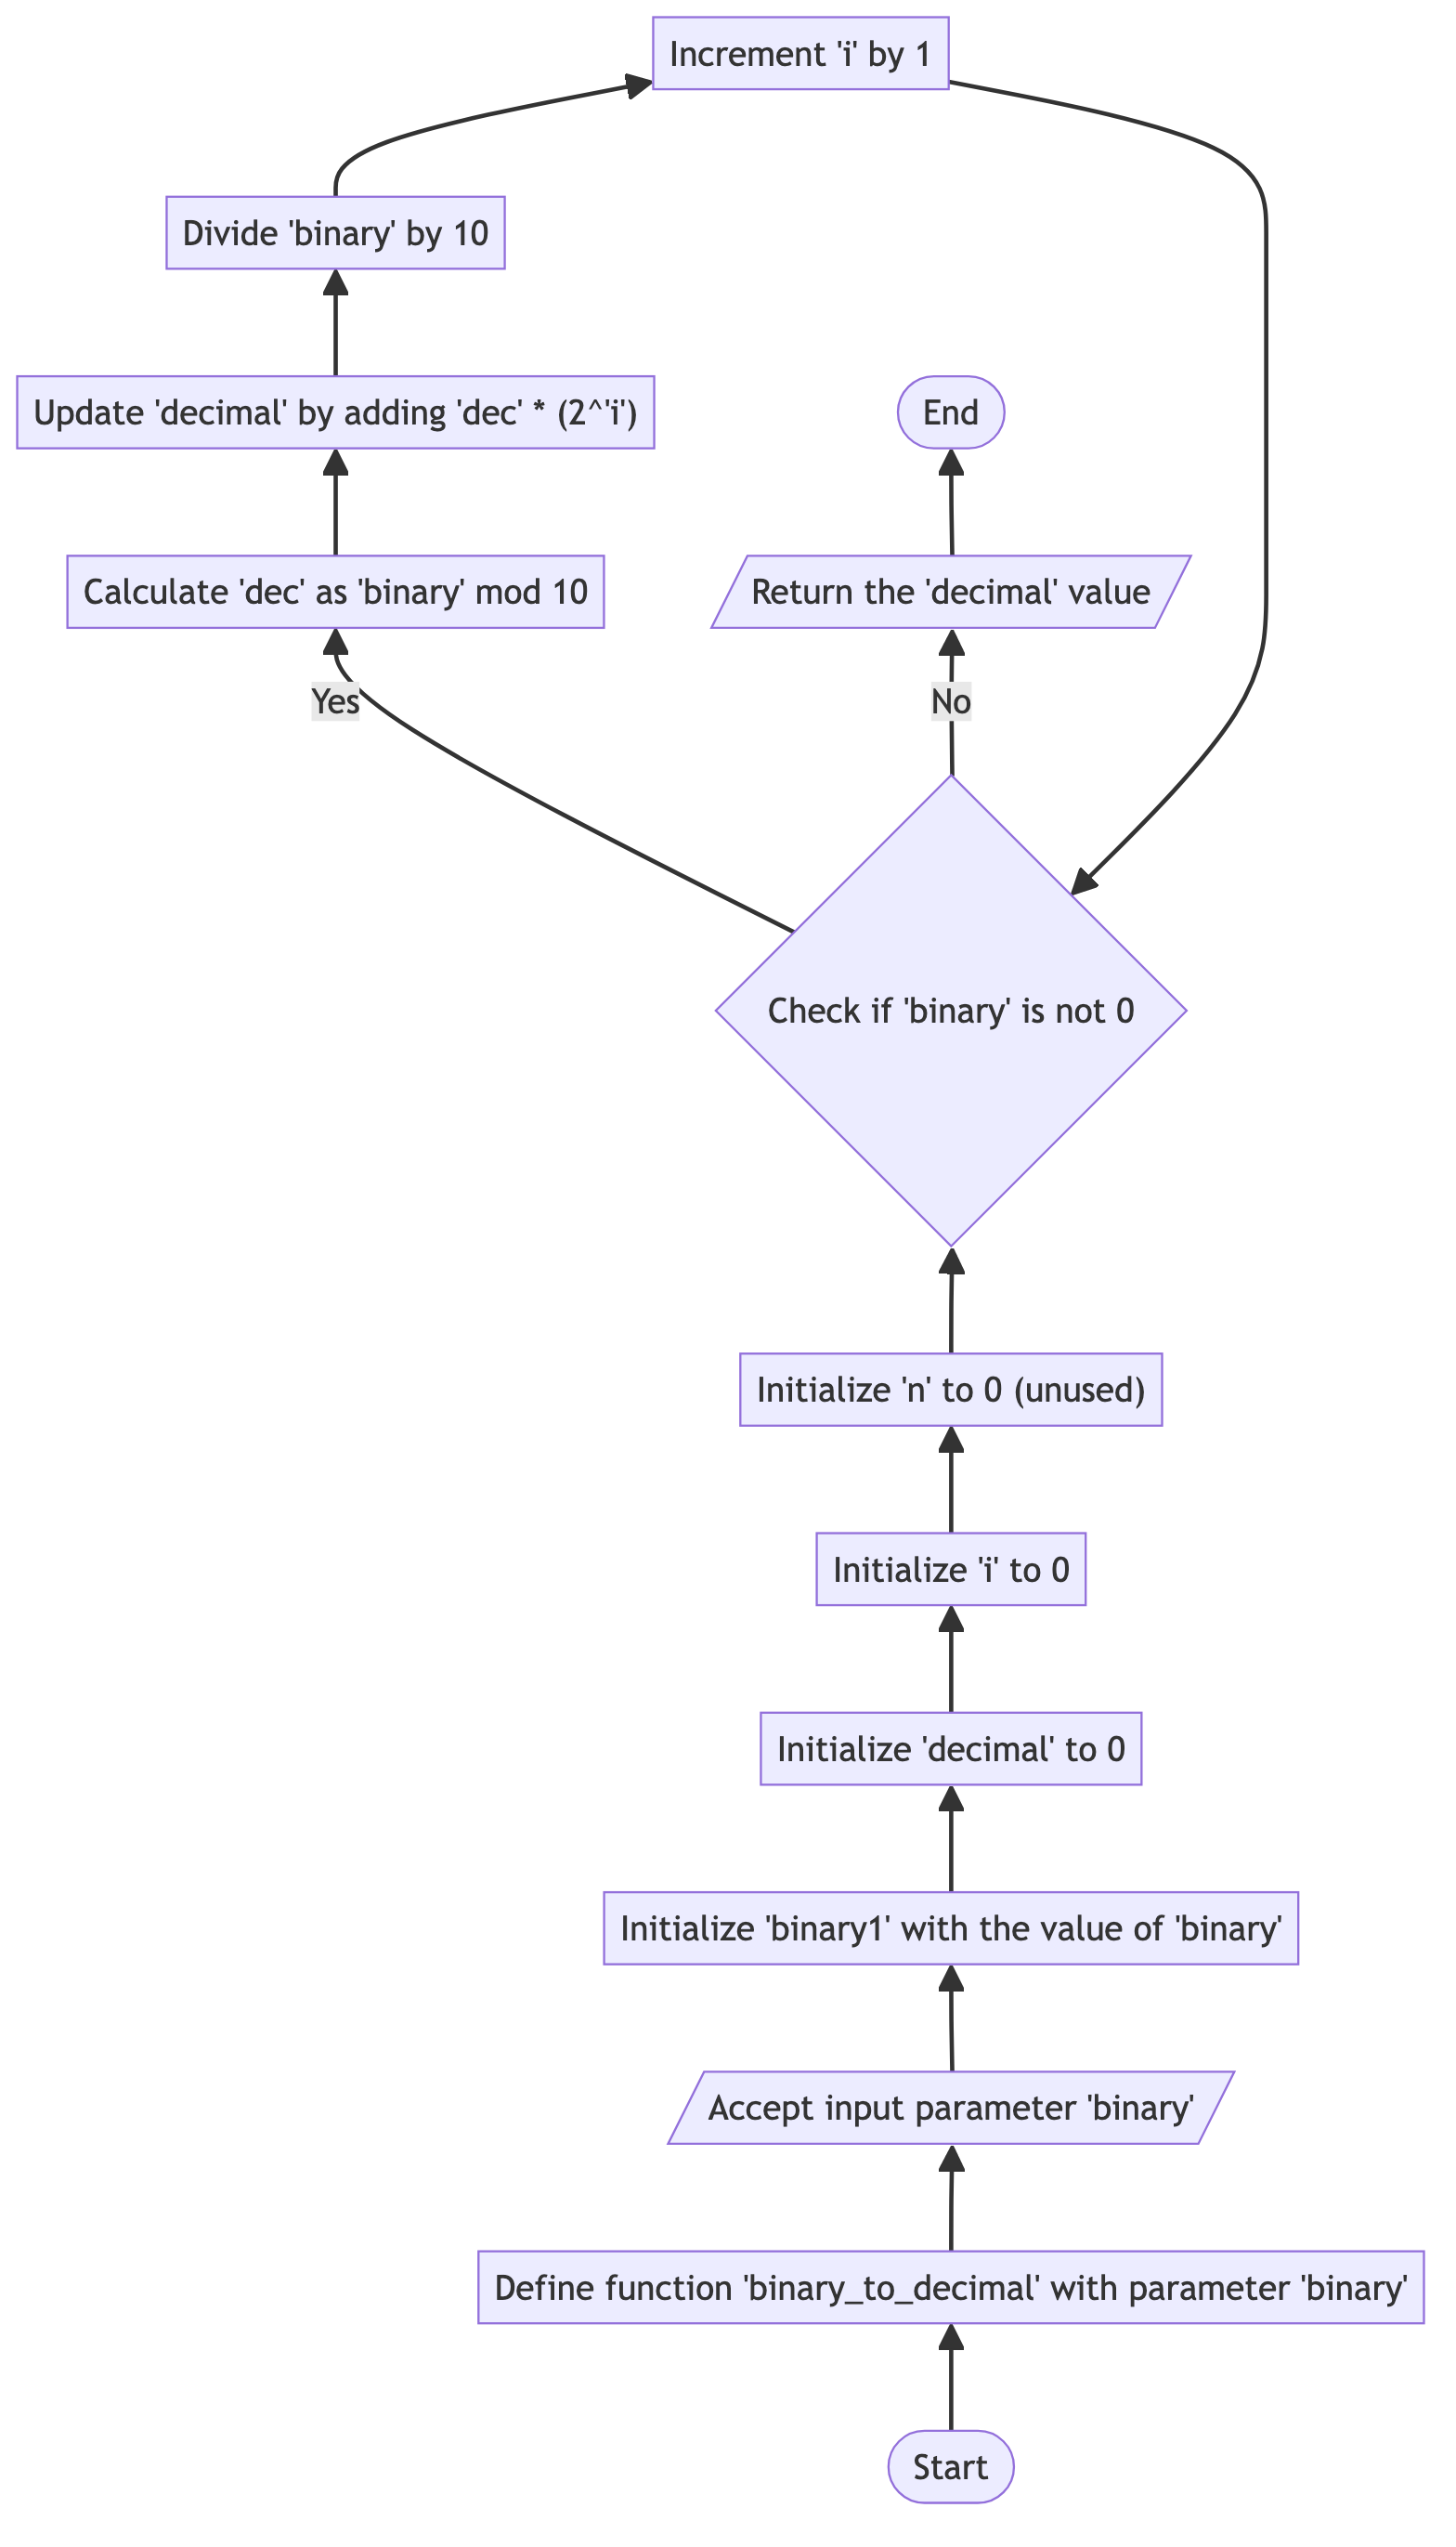 Increment 'i' by 1
Divide 'binary' by 10
Update 'decimal' by adding 'dec' * (2^'i')
End
Calculate 'dec' as 'binary' mod 10
Return the 'decimal' value
Yes
No
Check if 'binary' is not 0
Initialize 'n' to 0 (unused)
Initialize 'i' to 0
Initialize 'decimal' to 0
Initialize 'binary1' with the value of 'binary'
Accept input parameter 'binary'
Define function 'binary_to_decimal' with parameter 'binary'
Start